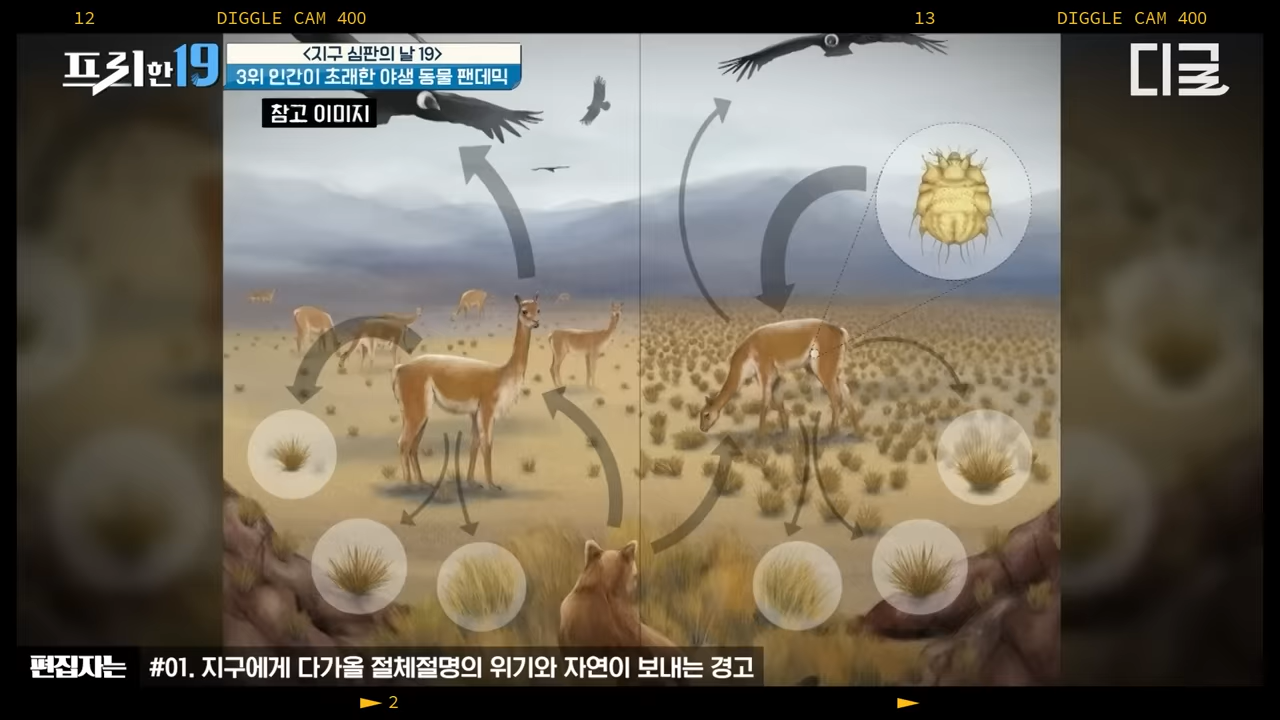 12 DIGGLE CAM 400 13 DIGGLE CAM 400
프리한19
<지구 심판의 날 19>
3위 인간이 초래한 야생 동물 팬데믹
참고 이미지
디글
편집자는 #01. 지구에게 다가올 절체절명의 위기와 자연이 보내는 경고
2